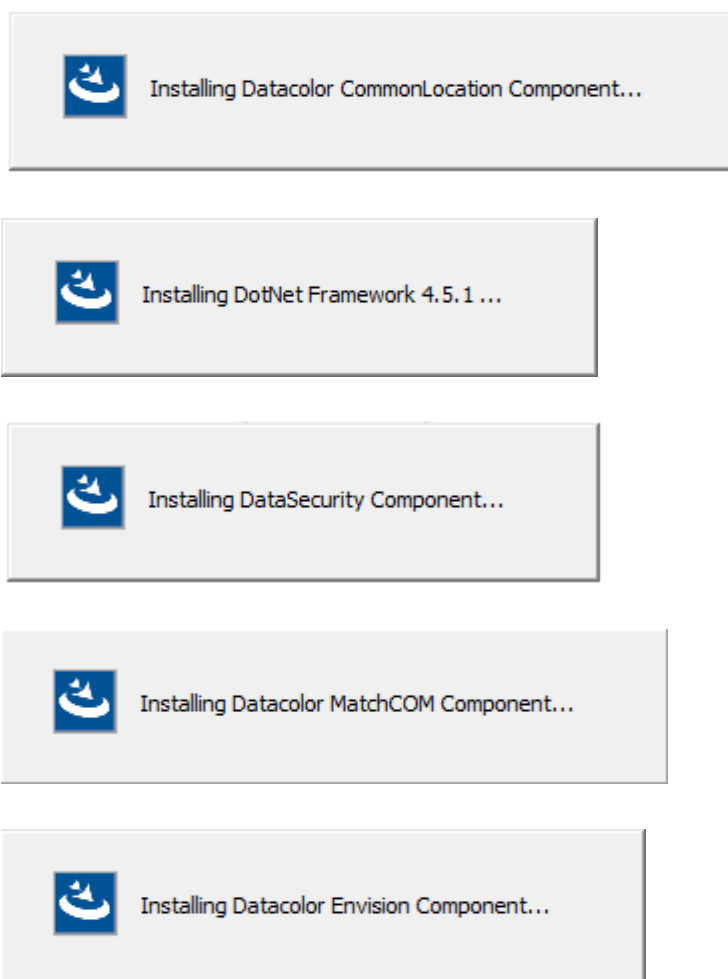 Installing Datacolor CommonLocation Component...
Installing DotNet Framework 4.5.1 ...
Installing DataSecurity Component...
Installing Datacolor MatchCOM Component...
Installing Datacolor Envision Component...